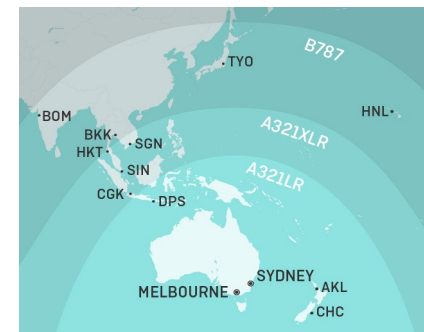 B787
TYO
HNL
BOM
A321XLR
BKK
SGN
HKT
A321LR
SIN
CGK
DPS
SYDNEY
MELBOURNE
AKL
CHC